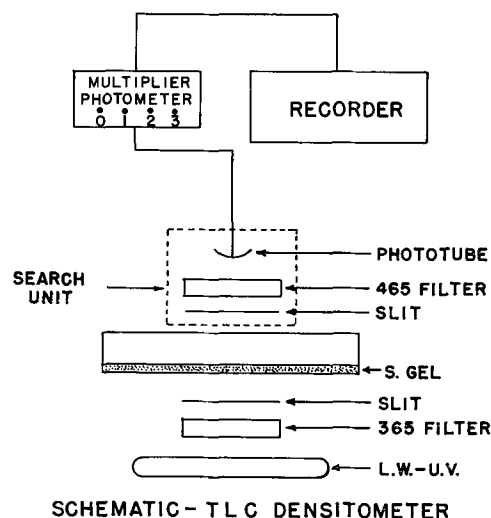 MULTIPLIER
PHOTOMETER
0 1 2 3
RECORDER
PHOTOTUBE
SEARCH
UNIT
465 FILTER
SLIT
S. GEL
SLIT
365 FILTER
L.W.-U.V.
SCHEMATIC - TLC DENSITOMETER